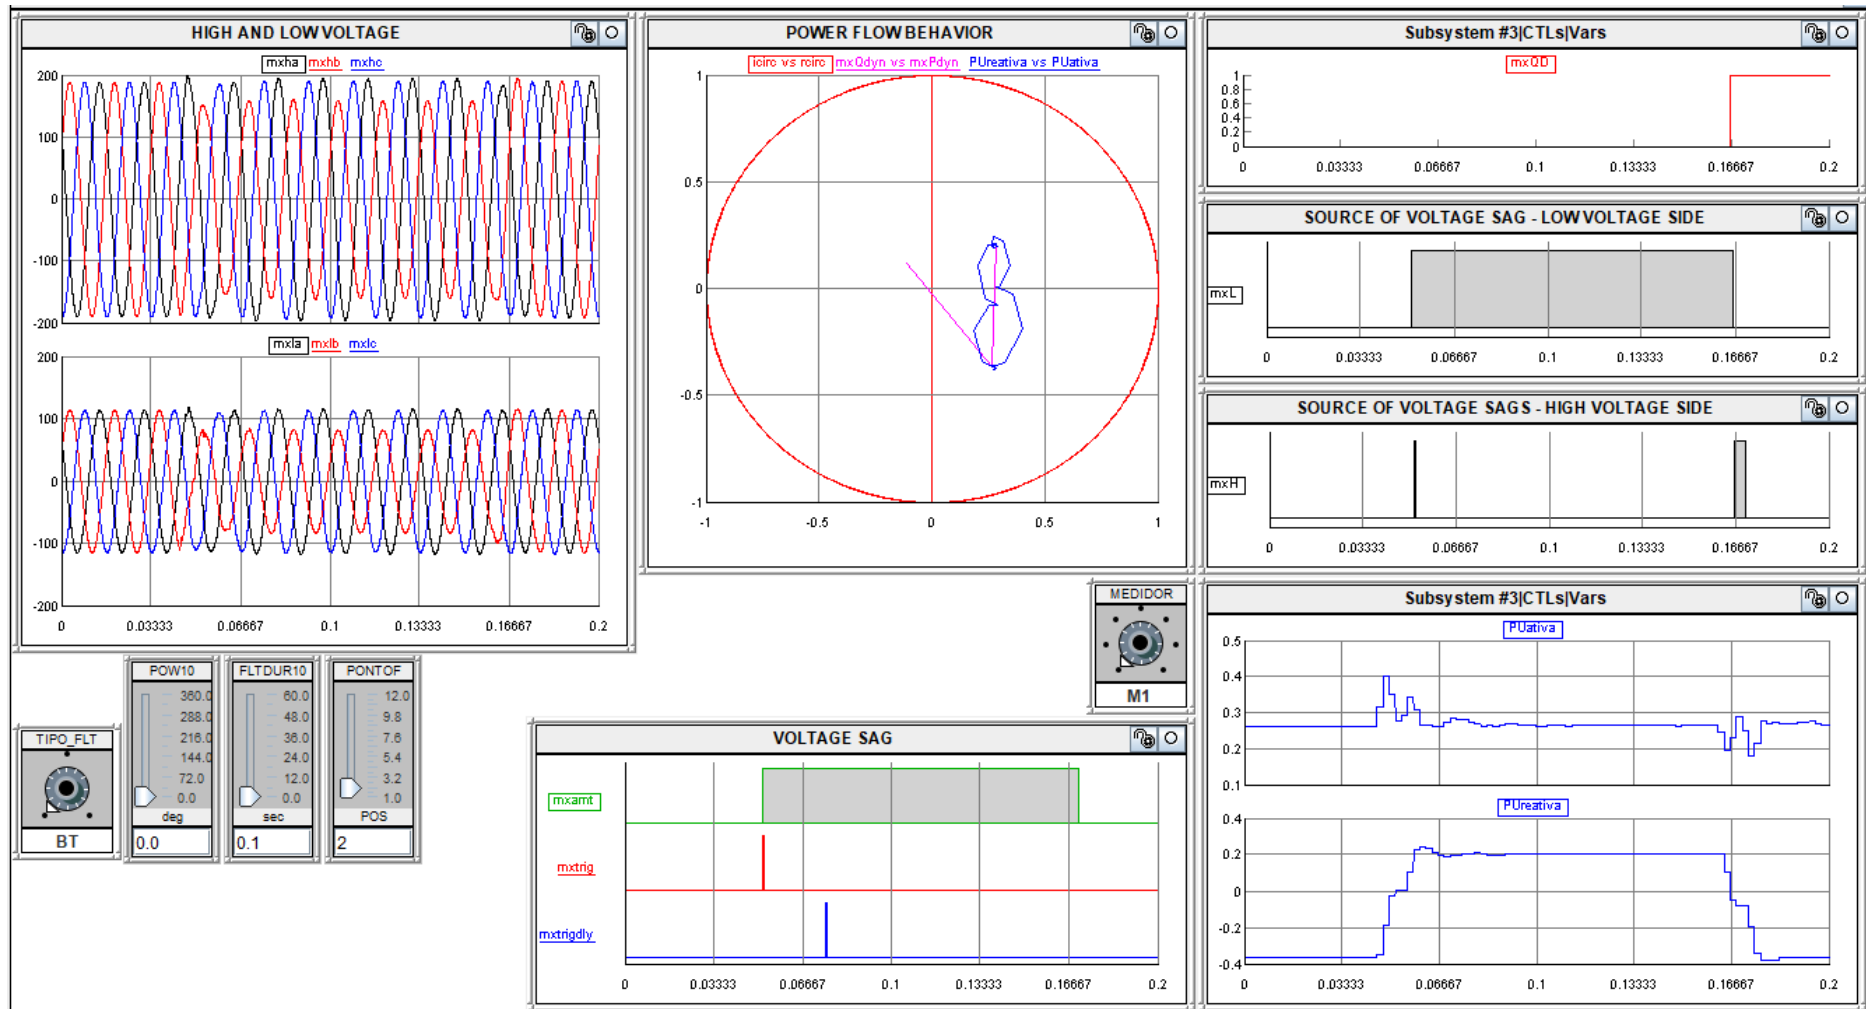 HIGH AND LOW VOLTAGE
mxha mxhb mxhc
200
100
0
-100
-200
mxla mxlb mxlc
200
100
0
-100
-200
0 0.03333 0.06667 0.1 0.13333 0.16667 0.2
POWER FLOW BEHAVIOR
icirc vs rcirc mxQdyn vs mxPdyn PUreativa vs PUativa
1
0.5
0
-0.5
-1
-1 -0.5 0 0.5 1
Subsystem #3|CTLs|Vars
mxQD
1
0.8
0.6
0.4
0.2
0
0 0.03333 0.06667 0.1 0.13333 0.16667 0.2
SOURCE OF VOLTAGE SAG - LOW VOLTAGE SIDE
mxL
0 0.03333 0.06667 0.1 0.13333 0.16667 0.2
SOURCE OF VOLTAGE SAGS - HIGH VOLTAGE SIDE
mxH
0 0.03333 0.06667 0.1 0.13333 0.16667 0.2
MEDIDOR
M1
Subsystem #3|CTLs|Vars
PUativa
0.5
0.4
0.3
0.2
0.1
PUreativa
0.4
0.2
0
-0.2
-0.4
0 0.03333 0.06667 0.1 0.13333 0.16667 0.2
TIPO_FLT
BT
POW10
360.0
288.0
216.0
144.0
72.0
0.0
deg
0.0
FLTDUR10
60.0
48.0
36.0
24.0
12.0
0.0
sec
0.1
PONTOF
12.0
9.8
7.6
5.4
3.2
1.0
POS
2
VOLTAGE SAG
mxamt
mxtrig
mxtrigdly
0 0.03333 0.06667 0.1 0.13333 0.16667 0.2